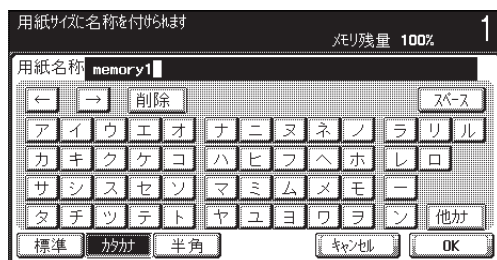 用紙サイズに名称を付けられます
メモリ残量 100% 1
用紙名称 memory1
← → 削除 スペース
ア イ ウ エ オ ナ ニ ヌ ネ ノ ラ リ ル
カ キ ク ケ コ ハ ヒ フ ヘ ホ レ ロ
サ シ ス セ ソ マ ミ ム メ モ ー
タ チ ツ テ ト ヤ ユ ヨ ワ ヲ ン 他カナ
標準 カタカナ 半角 キャンセル OK